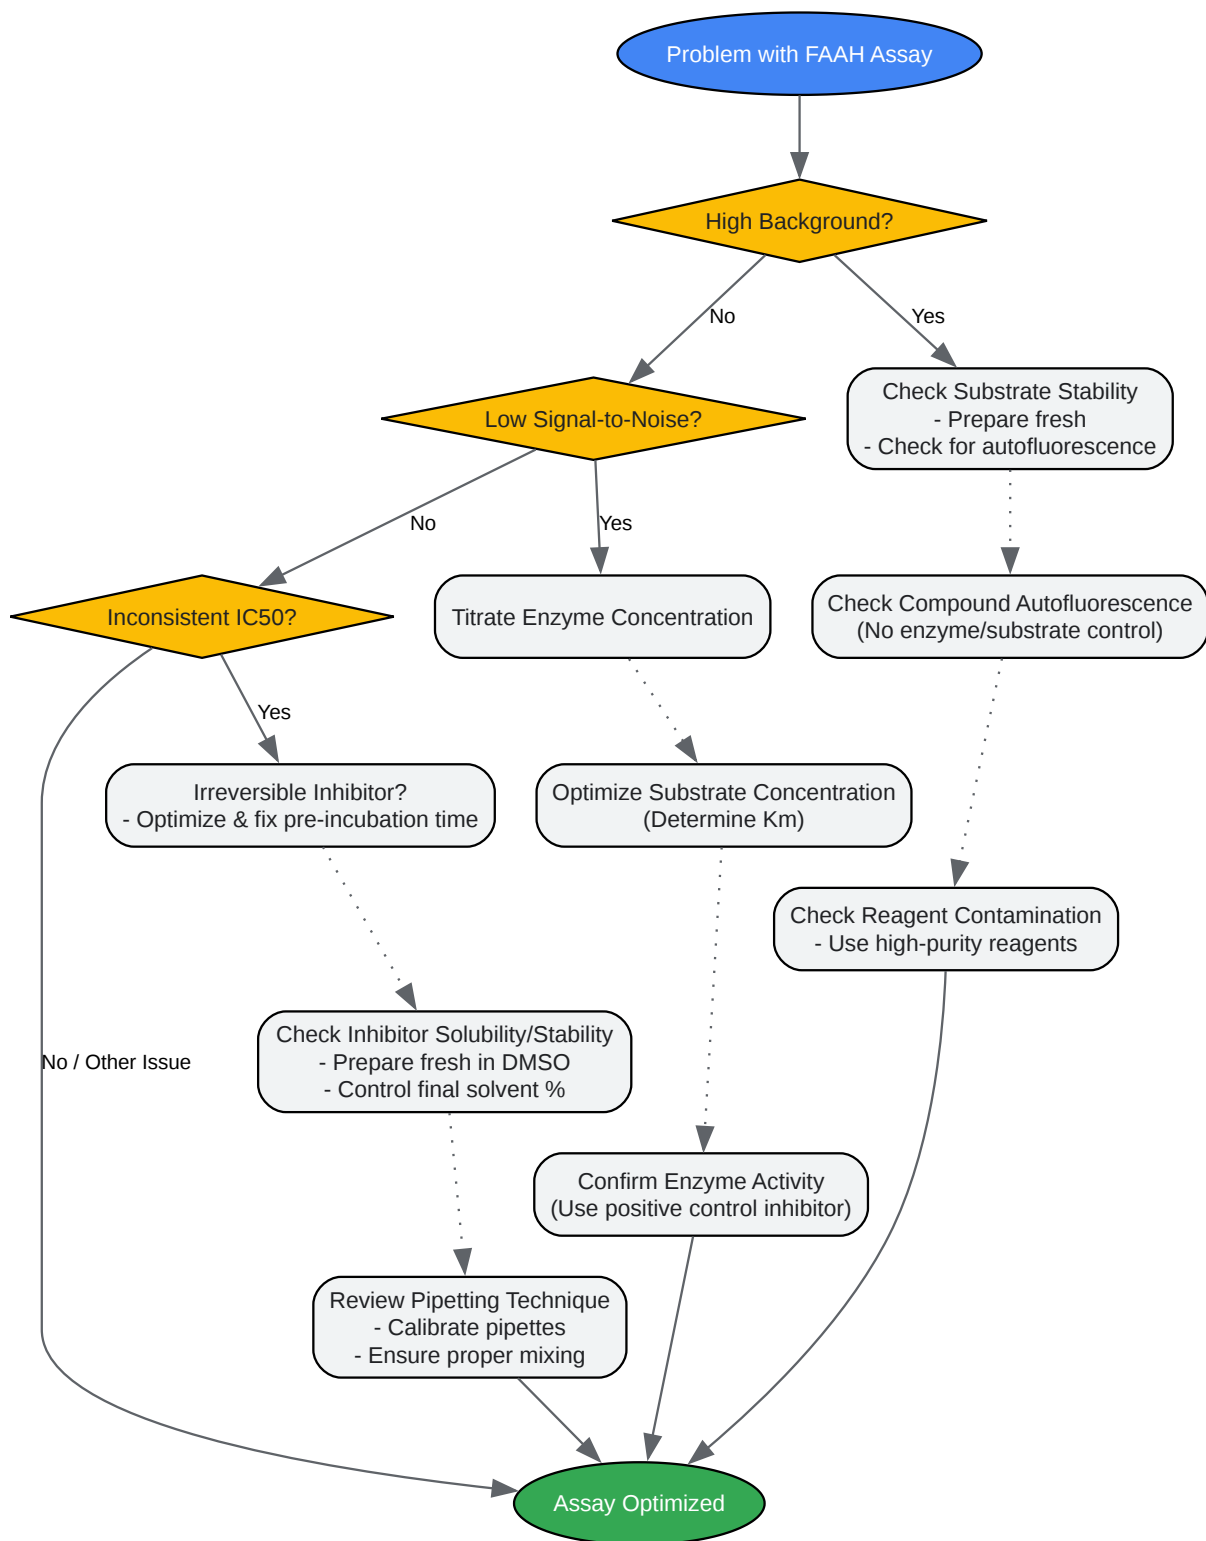 Problem with FAAH Assay
High Background?
No
Yes
Low Signal-to-Noise?
Check Substrate Stability
- Prepare fresh
- Check for autofluorescence
No
Yes
Inconsistent IC50?
Titrate Enzyme Concentration
Check Compound Autofluorescence
(No enzyme/substrate control)
Yes
Irreversible Inhibitor?
- Optimize & fix pre-incubation time
Optimize Substrate Concentration
(Determine Km)
Check Reagent Contamination
- Use high-purity reagents
No / Other Issue
Check Inhibitor Solubility/Stability
- Prepare fresh in DMSO
- Control final solvent %
Confirm Enzyme Activity
(Use positive control inhibitor)
Review Pipetting Technique
- Calibrate pipettes
- Ensure proper mixing
Assay Optimized